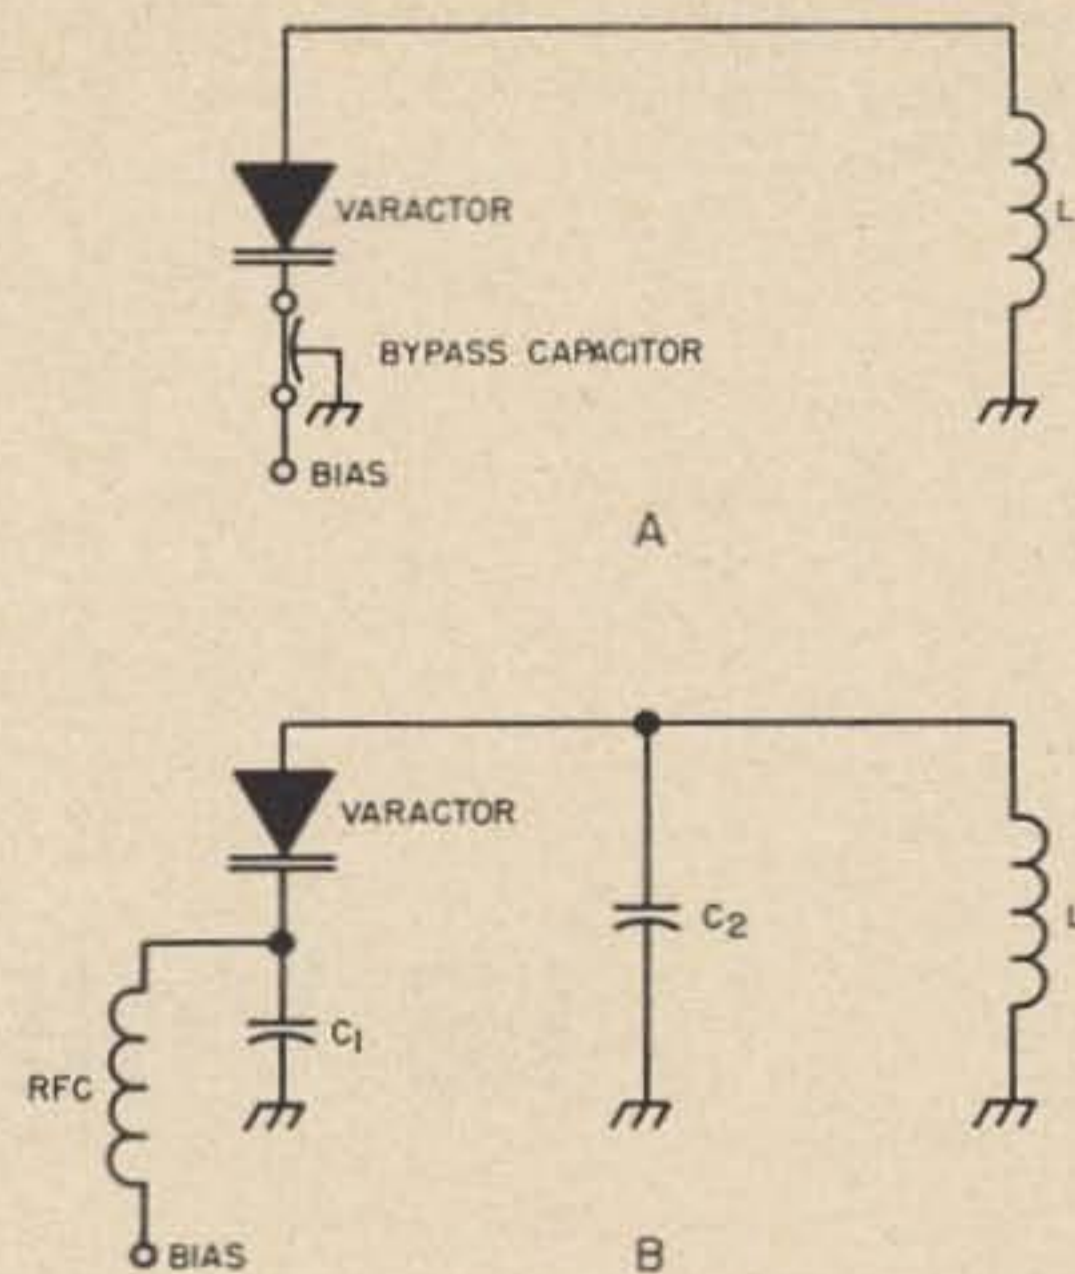 VARACTOR
L
BYPASS CAPACITOR
BIAS
A
VARACTOR
C2
L
C1
RFC
BIAS
B